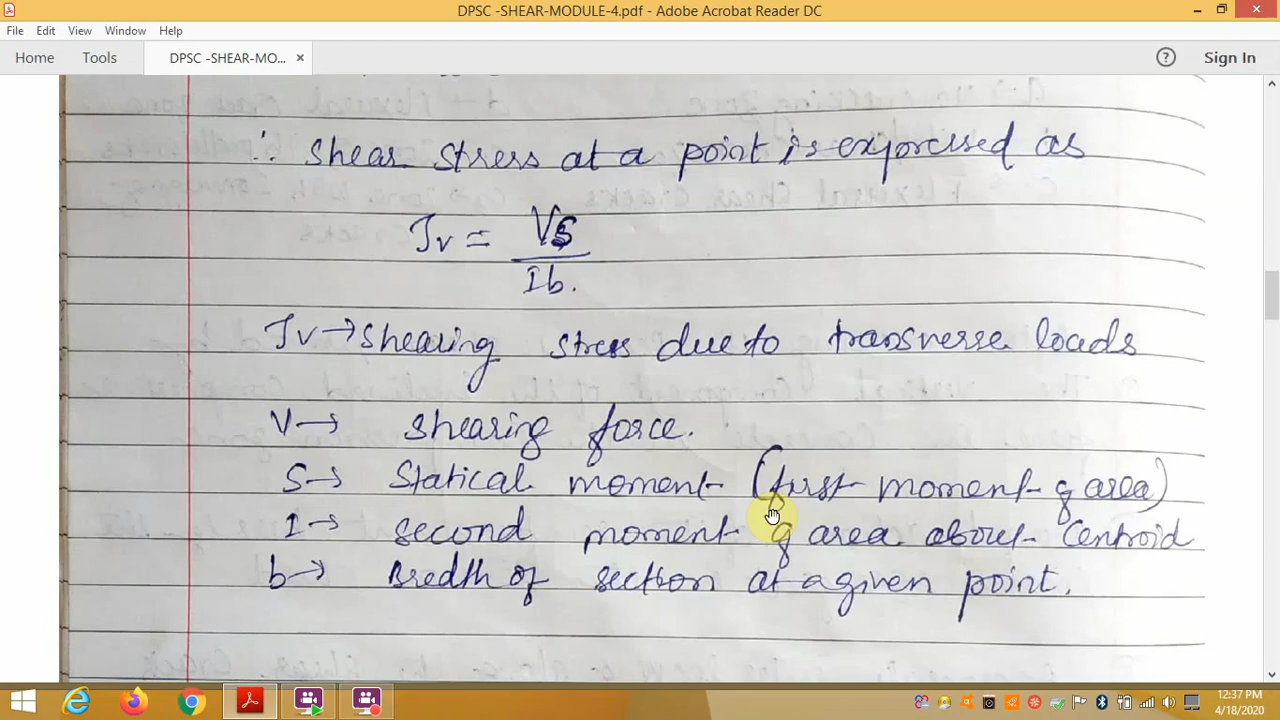 DPSC -SHEAR-MODULE-4.pdf - Adobe Acrobat Reader DC
File Edit View Window Help
Home Tools DPSC -SHEAR-MO... × ? Sign In
∴ Shear stress at a point is exporessed as
τv = VS
Ib.
τv → shearing stress due to transverse loads
V → shearing force.
S → Statical moment (first moment of area)
I → second moment of area about Centroid
b → Bredth of section at a given point.
12:37 PM
4/18/2020